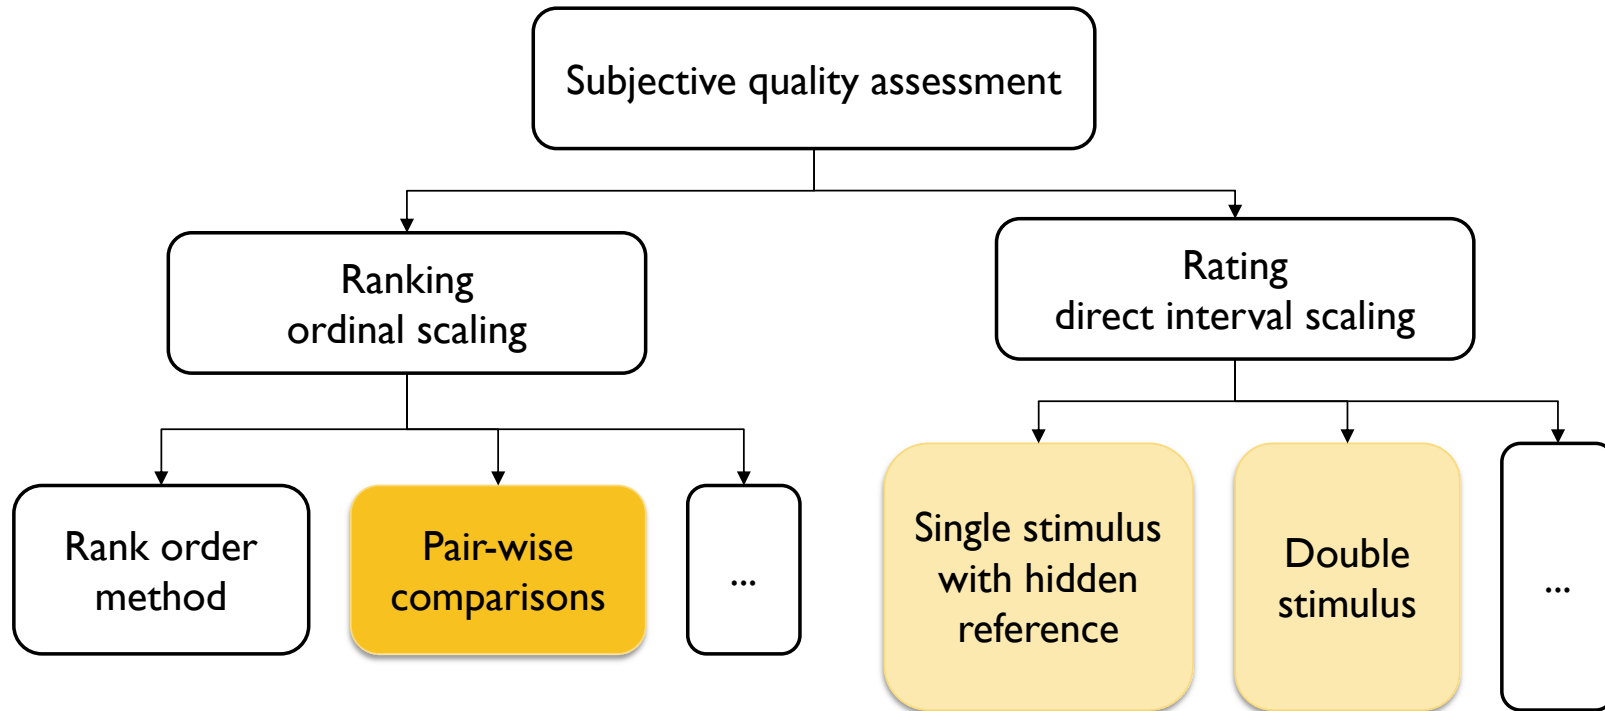 Subjective quality assessment
Ranking
ordinal scaling
Rating
direct interval scaling
Rank order
method
Pair-wise
comparisons
...
Single stimulus
with hidden
reference
Double
stimulus
...